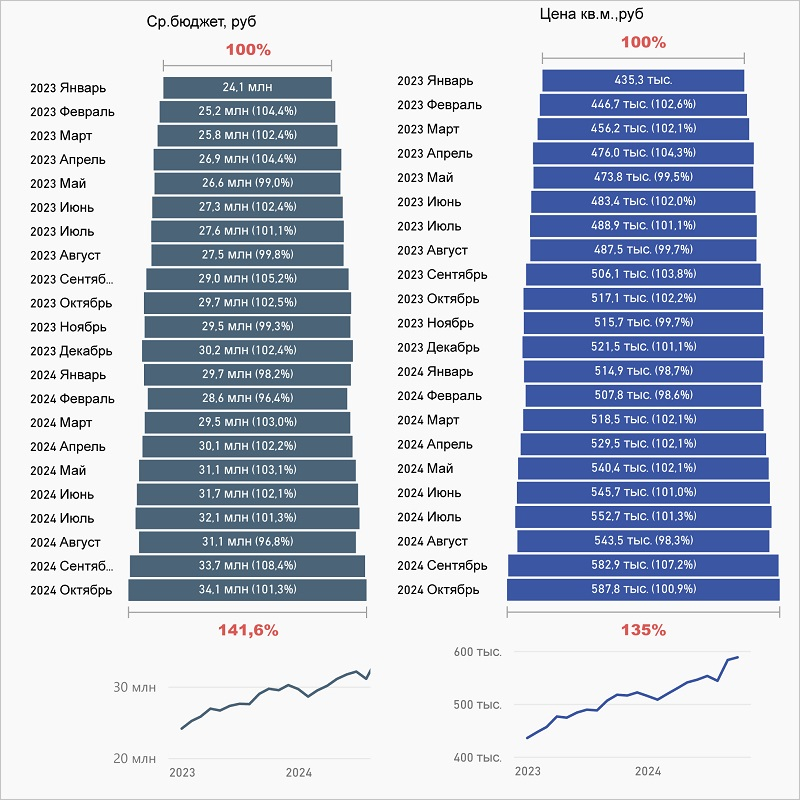 Ср.бюджет, руб
100%
2023 Январь 24,1 млн
2023 Февраль 25,2 млн (104,4%)
2023 Март 25,8 млн (102,4%)
2023 Апрель 26,9 млн (104,4%)
2023 Май 26,6 млн (99,0%)
2023 Июнь 27,3 млн (102,4%)
2023 Июль 27,6 млн (101,1%)
2023 Август 27,5 млн (99,8%)
2023 Сентяб... 29,0 млн (105,2%)
2023 Октябрь 29,7 млн (102,5%)
2023 Ноябрь 29,5 млн (99,3%)
2023 Декабрь 30,2 млн (102,4%)
2024 Январь 29,7 млн (98,2%)
2024 Февраль 28,6 млн (96,4%)
2024 Март 29,5 млн (103,0%)
2024 Апрель 30,1 млн (102,2%)
2024 Май 31,1 млн (103,1%)
2024 Июнь 31,7 млн (102,1%)
2024 Июль 32,1 млн (101,3%)
2024 Август 31,1 млн (96,8%)
2024 Сентяб... 33,7 млн (108,4%)
2024 Октябрь 34,1 млн (101,3%)
141,6%
30 млн
20 млн
2023 2024
Цена кв.м.,руб
100%
2023 Январь 435,3 тыс.
2023 Февраль 446,7 тыс. (102,6%)
2023 Март 456,2 тыс. (102,1%)
2023 Апрель 476,0 тыс. (104,3%)
2023 Май 473,8 тыс. (99,5%)
2023 Июнь 483,4 тыс. (102,0%)
2023 Июль 488,9 тыс. (101,1%)
2023 Август 487,5 тыс. (99,7%)
2023 Сентябрь 506,1 тыс. (103,8%)
2023 Октябрь 517,1 тыс. (102,2%)
2023 Ноябрь 515,7 тыс. (99,7%)
2023 Декабрь 521,5 тыс. (101,1%)
2024 Январь 514,9 тыс. (98,7%)
2024 Февраль 507,8 тыс. (98,6%)
2024 Март 518,5 тыс. (102,1%)
2024 Апрель 529,5 тыс. (102,1%)
2024 Май 540,4 тыс. (102,1%)
2024 Июнь 545,7 тыс. (101,0%)
2024 Июль 552,7 тыс. (101,3%)
2024 Август 543,5 тыс. (98,3%)
2024 Сентябрь 582,9 тыс. (107,2%)
2024 Октябрь 587,8 тыс. (100,9%)
135%
600 тыс.
500 тыс.
400 тыс.
2023 2024